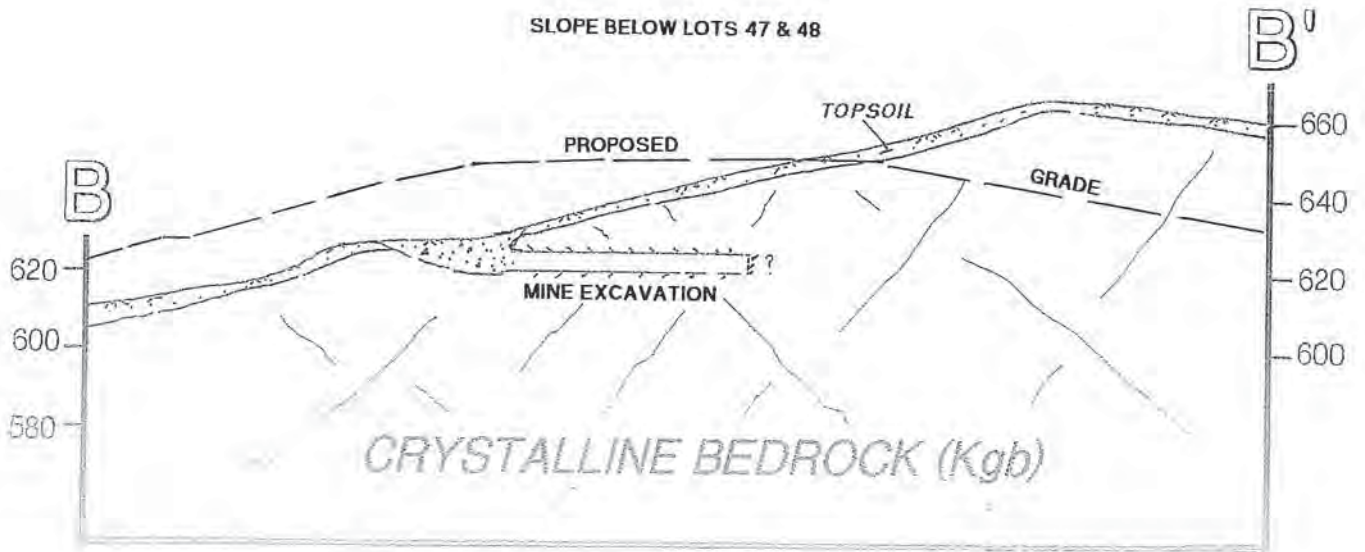 SLOPE BELOW LOTS 47 & 48
B
B'
TOPSOIL
PROPOSED
GRADE
660
640
620
600
620
600
580
?
MINE EXCAVATION
CRYSTALLINE BEDROCK (Kgb)